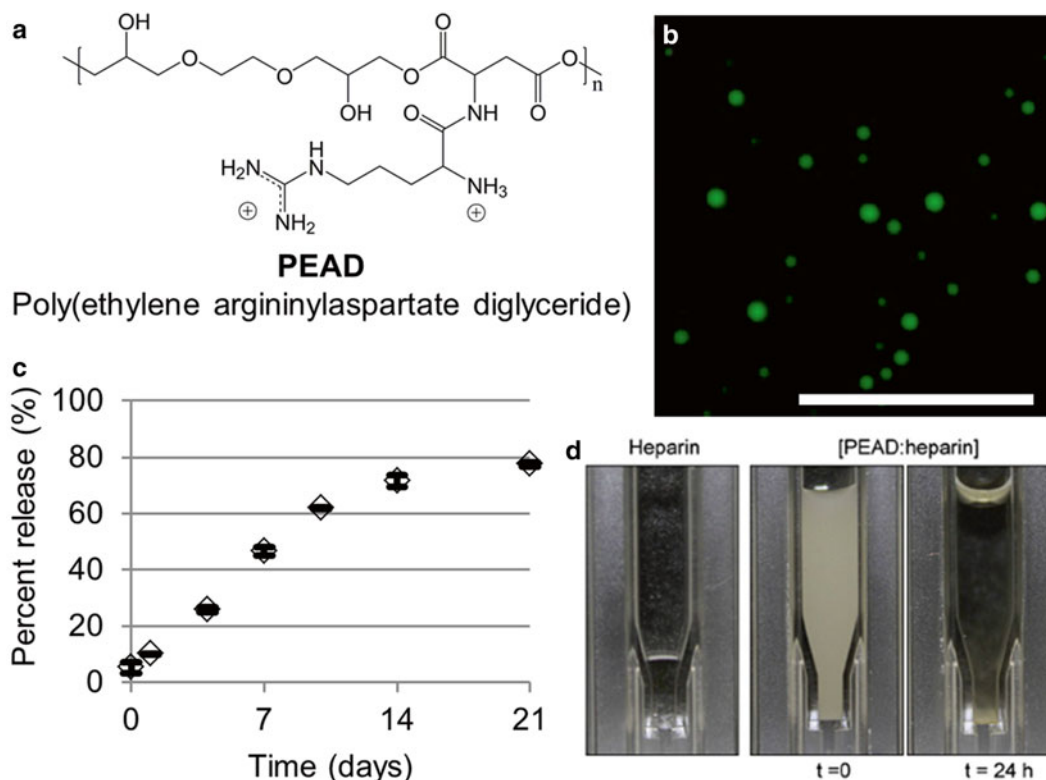 a
OH
O
O
O
O
O
O
n
OH
O
NH
O
H
N
H2N
NH2
NH3
PEAD
Poly(ethylene argininylaspartate diglyceride)
b
c
Percent release (%)
100
80
60
40
20
0
0 7 14 21
Time (days)
d
Heparin [PEAD:heparin]
t =0 t = 24 h